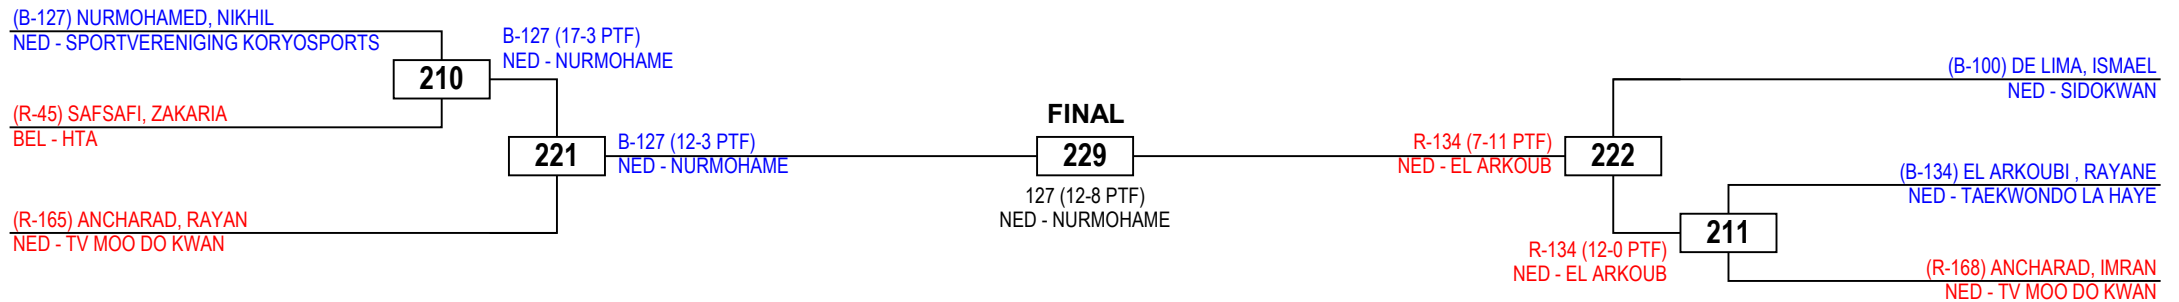 (B-127) NURMOHAMED, NIKHIL
NED - SPORTVERENIGING KORYOSPORTS
B-127 (17-3 PTF)
NED - NURMOHAME
210
(R-45) SAFSAFI, ZAKARIA
BEL - HTA
221
B-127 (12-3 PTF)
NED - NURMOHAME
(R-165) ANCHARAD, RAYAN
NED - TV MOO DO KWAN
FINAL
229
127 (12-8 PTF)
NED - NURMOHAME
R-134 (7-11 PTF)
NED - EL ARKOUB
222
(B-100) DE LIMA, ISMAEL
NED - SIDOKWAN
(B-134) EL ARKOUBI , RAYANE
NED - TAEKWONDO LA HAYE
211
R-134 (12-0 PTF)
NED - EL ARKOUB
(R-168) ANCHARAD, IMRAN
NED - TV MOO DO KWAN